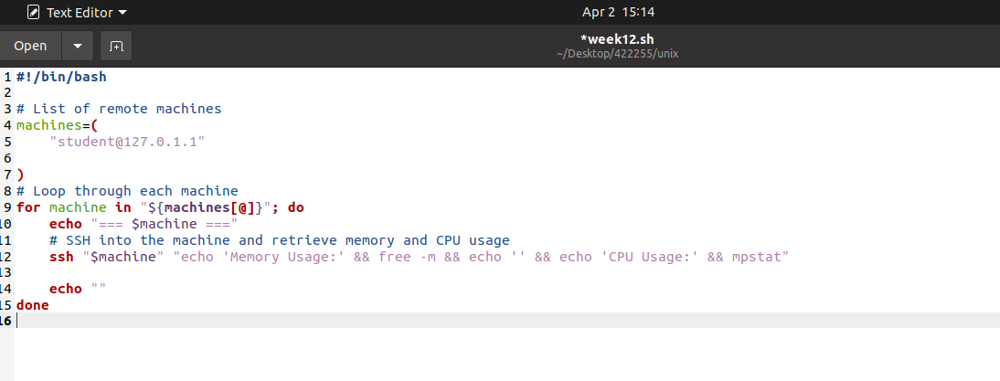 Text Editor
Apr 2 15:14
Open
*week12.sh
~/Desktop/422255/unix
1 #!/bin/bash
2
3 # List of remote machines
4 machines=(
5     "student@127.0.1.1"
6
7 )
8 # Loop through each machine
9 for machine in "${machines[@]}"; do
10     echo "=== $machine ==="
11     # SSH into the machine and retrieve memory and CPU usage
12     ssh "$machine" "echo 'Memory Usage:' && free -m && echo '' && echo 'CPU Usage:' && mpstat"
13
14     echo ""
15 done
16